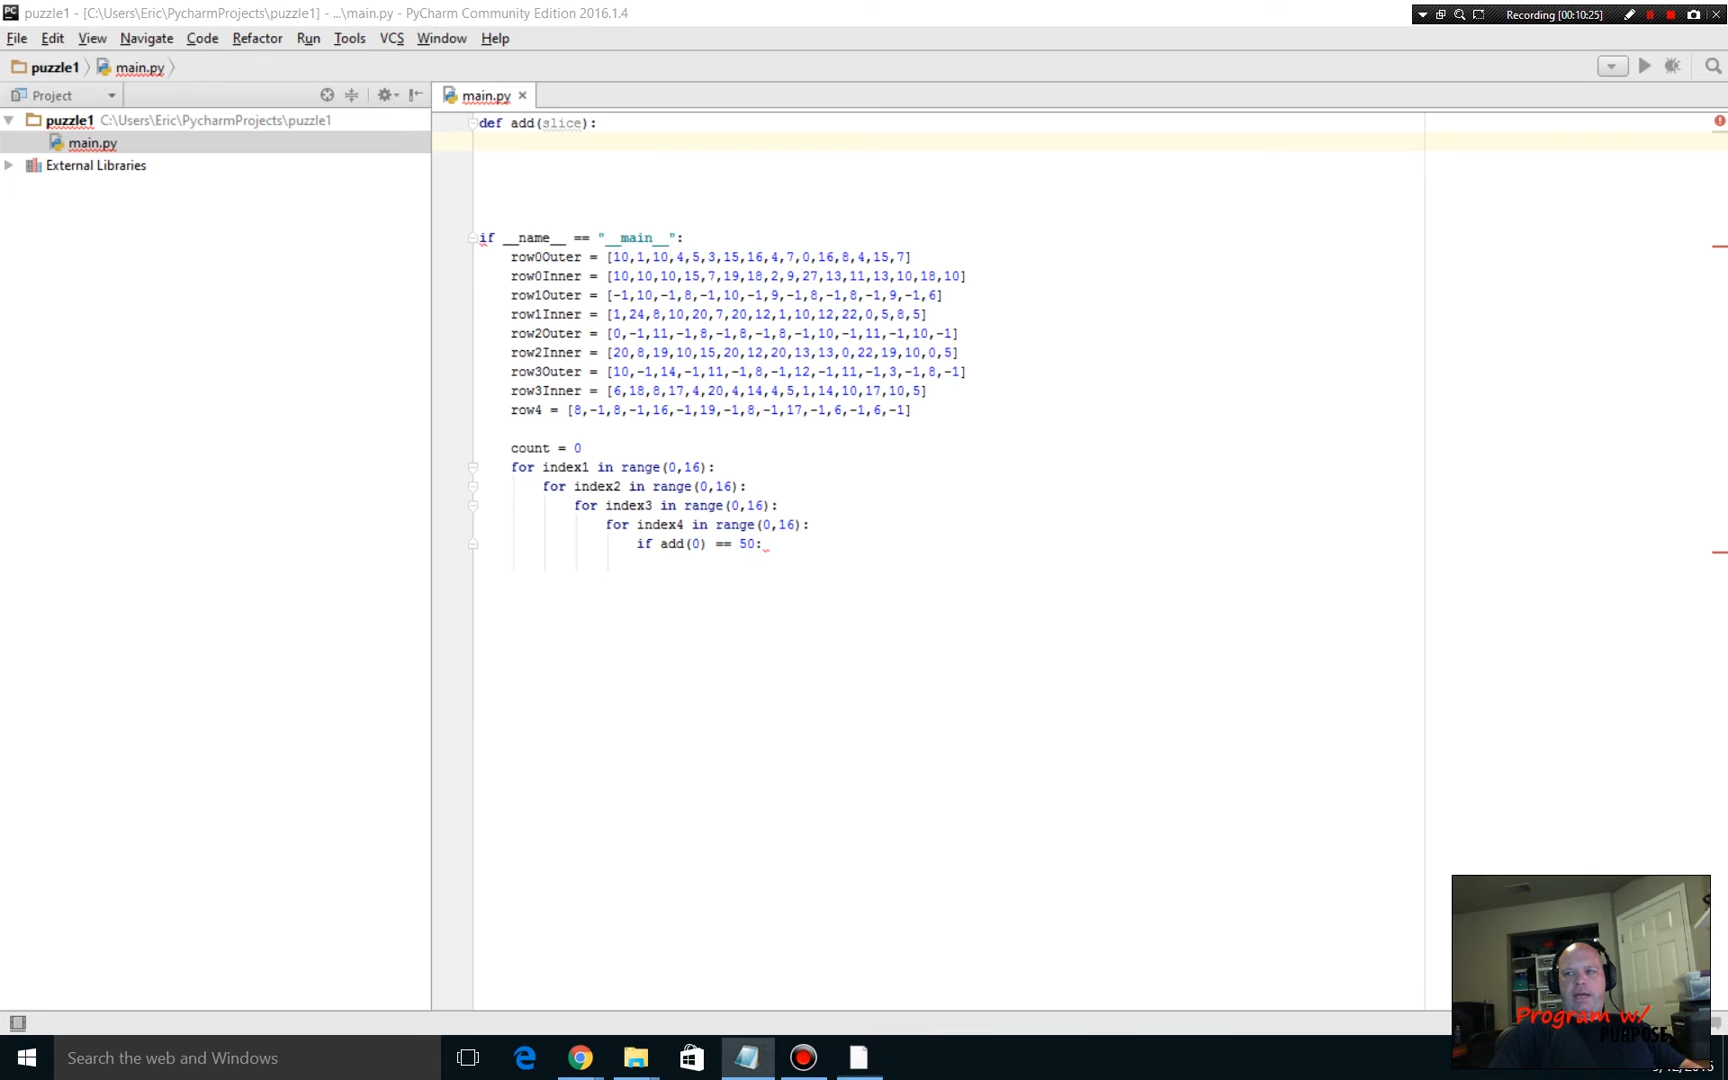 puzzle1 - [C:\Users\Eric\PycharmProjects\puzzle1] - ...\main.py - PyCharm Community Edition 2016.1.4
Recording [00:10:25]
File Edit View Navigate Code Refactor Run Tools VCS Window Help
puzzle1 main.py
Project
main.py
puzzle1 C:\Users\Eric\PycharmProjects\puzzle1
main.py
External Libraries
def add(slice):
if __name__ == "__main__":
row0Outer = [10,1,10,4,5,3,15,16,4,7,0,16,8,4,15,7]
row0Inner = [10,10,10,15,7,19,18,2,9,27,13,11,13,10,18,10]
row1Outer = [-1,10,-1,8,-1,10,-1,9,-1,8,-1,8,-1,9,-1,6]
row1Inner = [1,24,8,10,20,7,20,12,1,10,12,22,0,5,8,5]
row2Outer = [0,-1,11,-1,8,-1,8,-1,8,-1,10,-1,11,-1,10,-1]
row2Inner = [20,8,19,10,15,20,12,20,13,13,0,22,19,10,0,5]
row3Outer = [10,-1,14,-1,11,-1,8,-1,12,-1,11,-1,3,-1,8,-1]
row3Inner = [6,18,8,17,4,20,4,14,4,5,1,14,10,17,10,5]
row4 = [8,-1,8,-1,16,-1,19,-1,8,-1,17,-1,6,-1,6,-1]
count = 0
for index1 in range(0,16):
for index2 in range(0,16):
for index3 in range(0,16):
for index4 in range(0,16):
if add(0) == 50:
Program w/
PURPOSE
Search the web and Windows